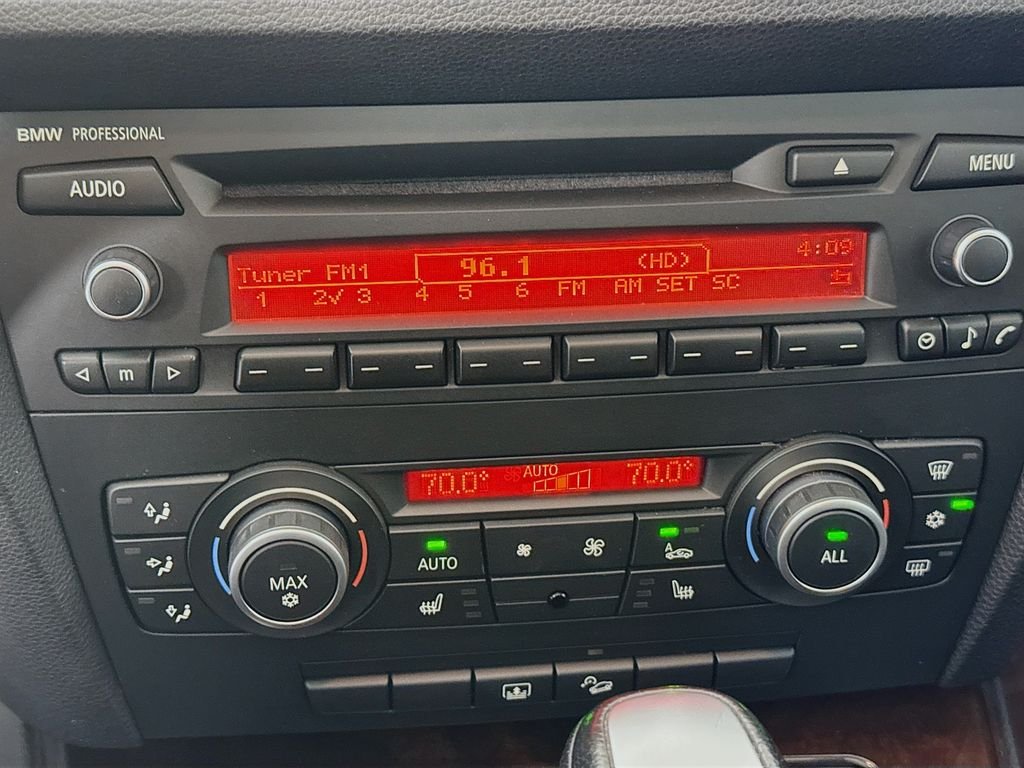 BMW PROFESSIONAL
AUDIO
MENU
Tuner FM1 96.1 (HD) 4:09
1 2√ 3 4 5 6 FM AM SET SC
m
70.0° AUTO 70.0°
AUTO
A
MAX
ALL